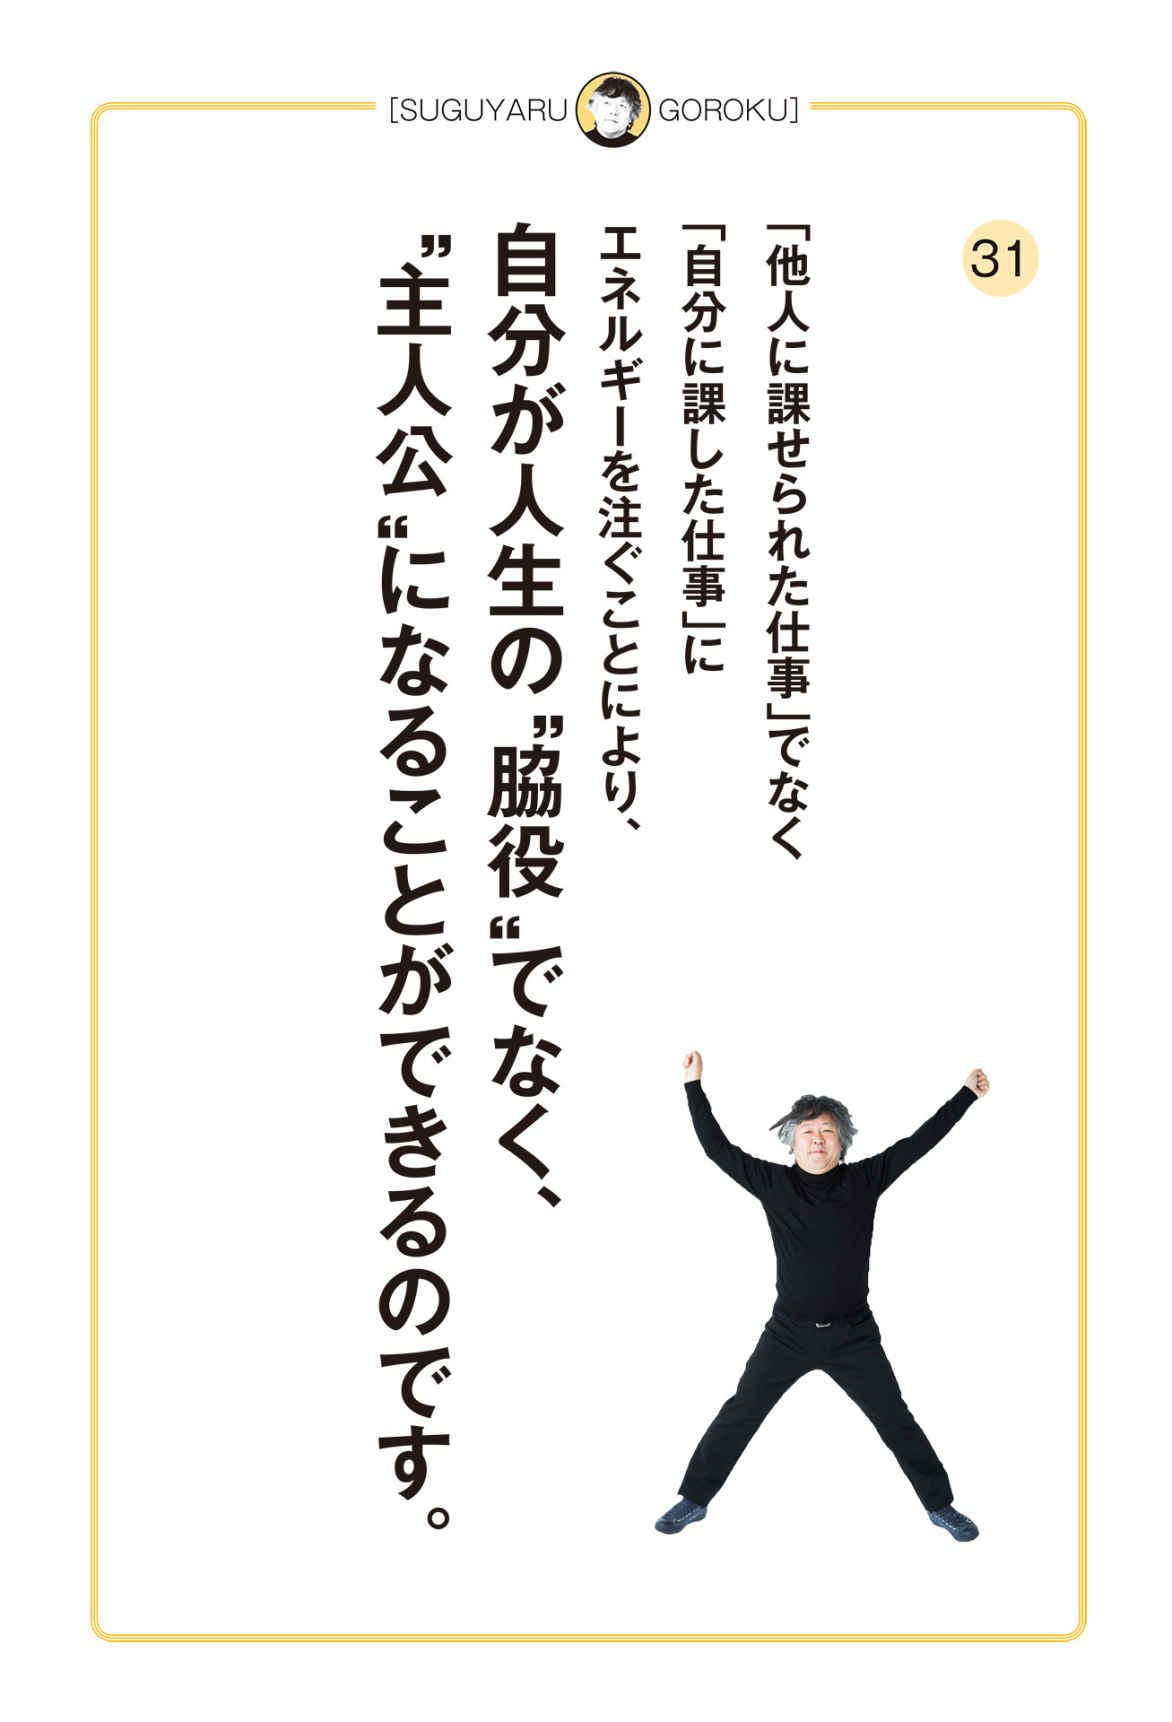 [SUGUYARU GOROKU]
31
「他人に課せられた仕事」でなく
「自分に課した仕事」に
エネルギーを注ぐことにより、
自分が人生の”脇役“でなく、
”主人公“になることができるのです。